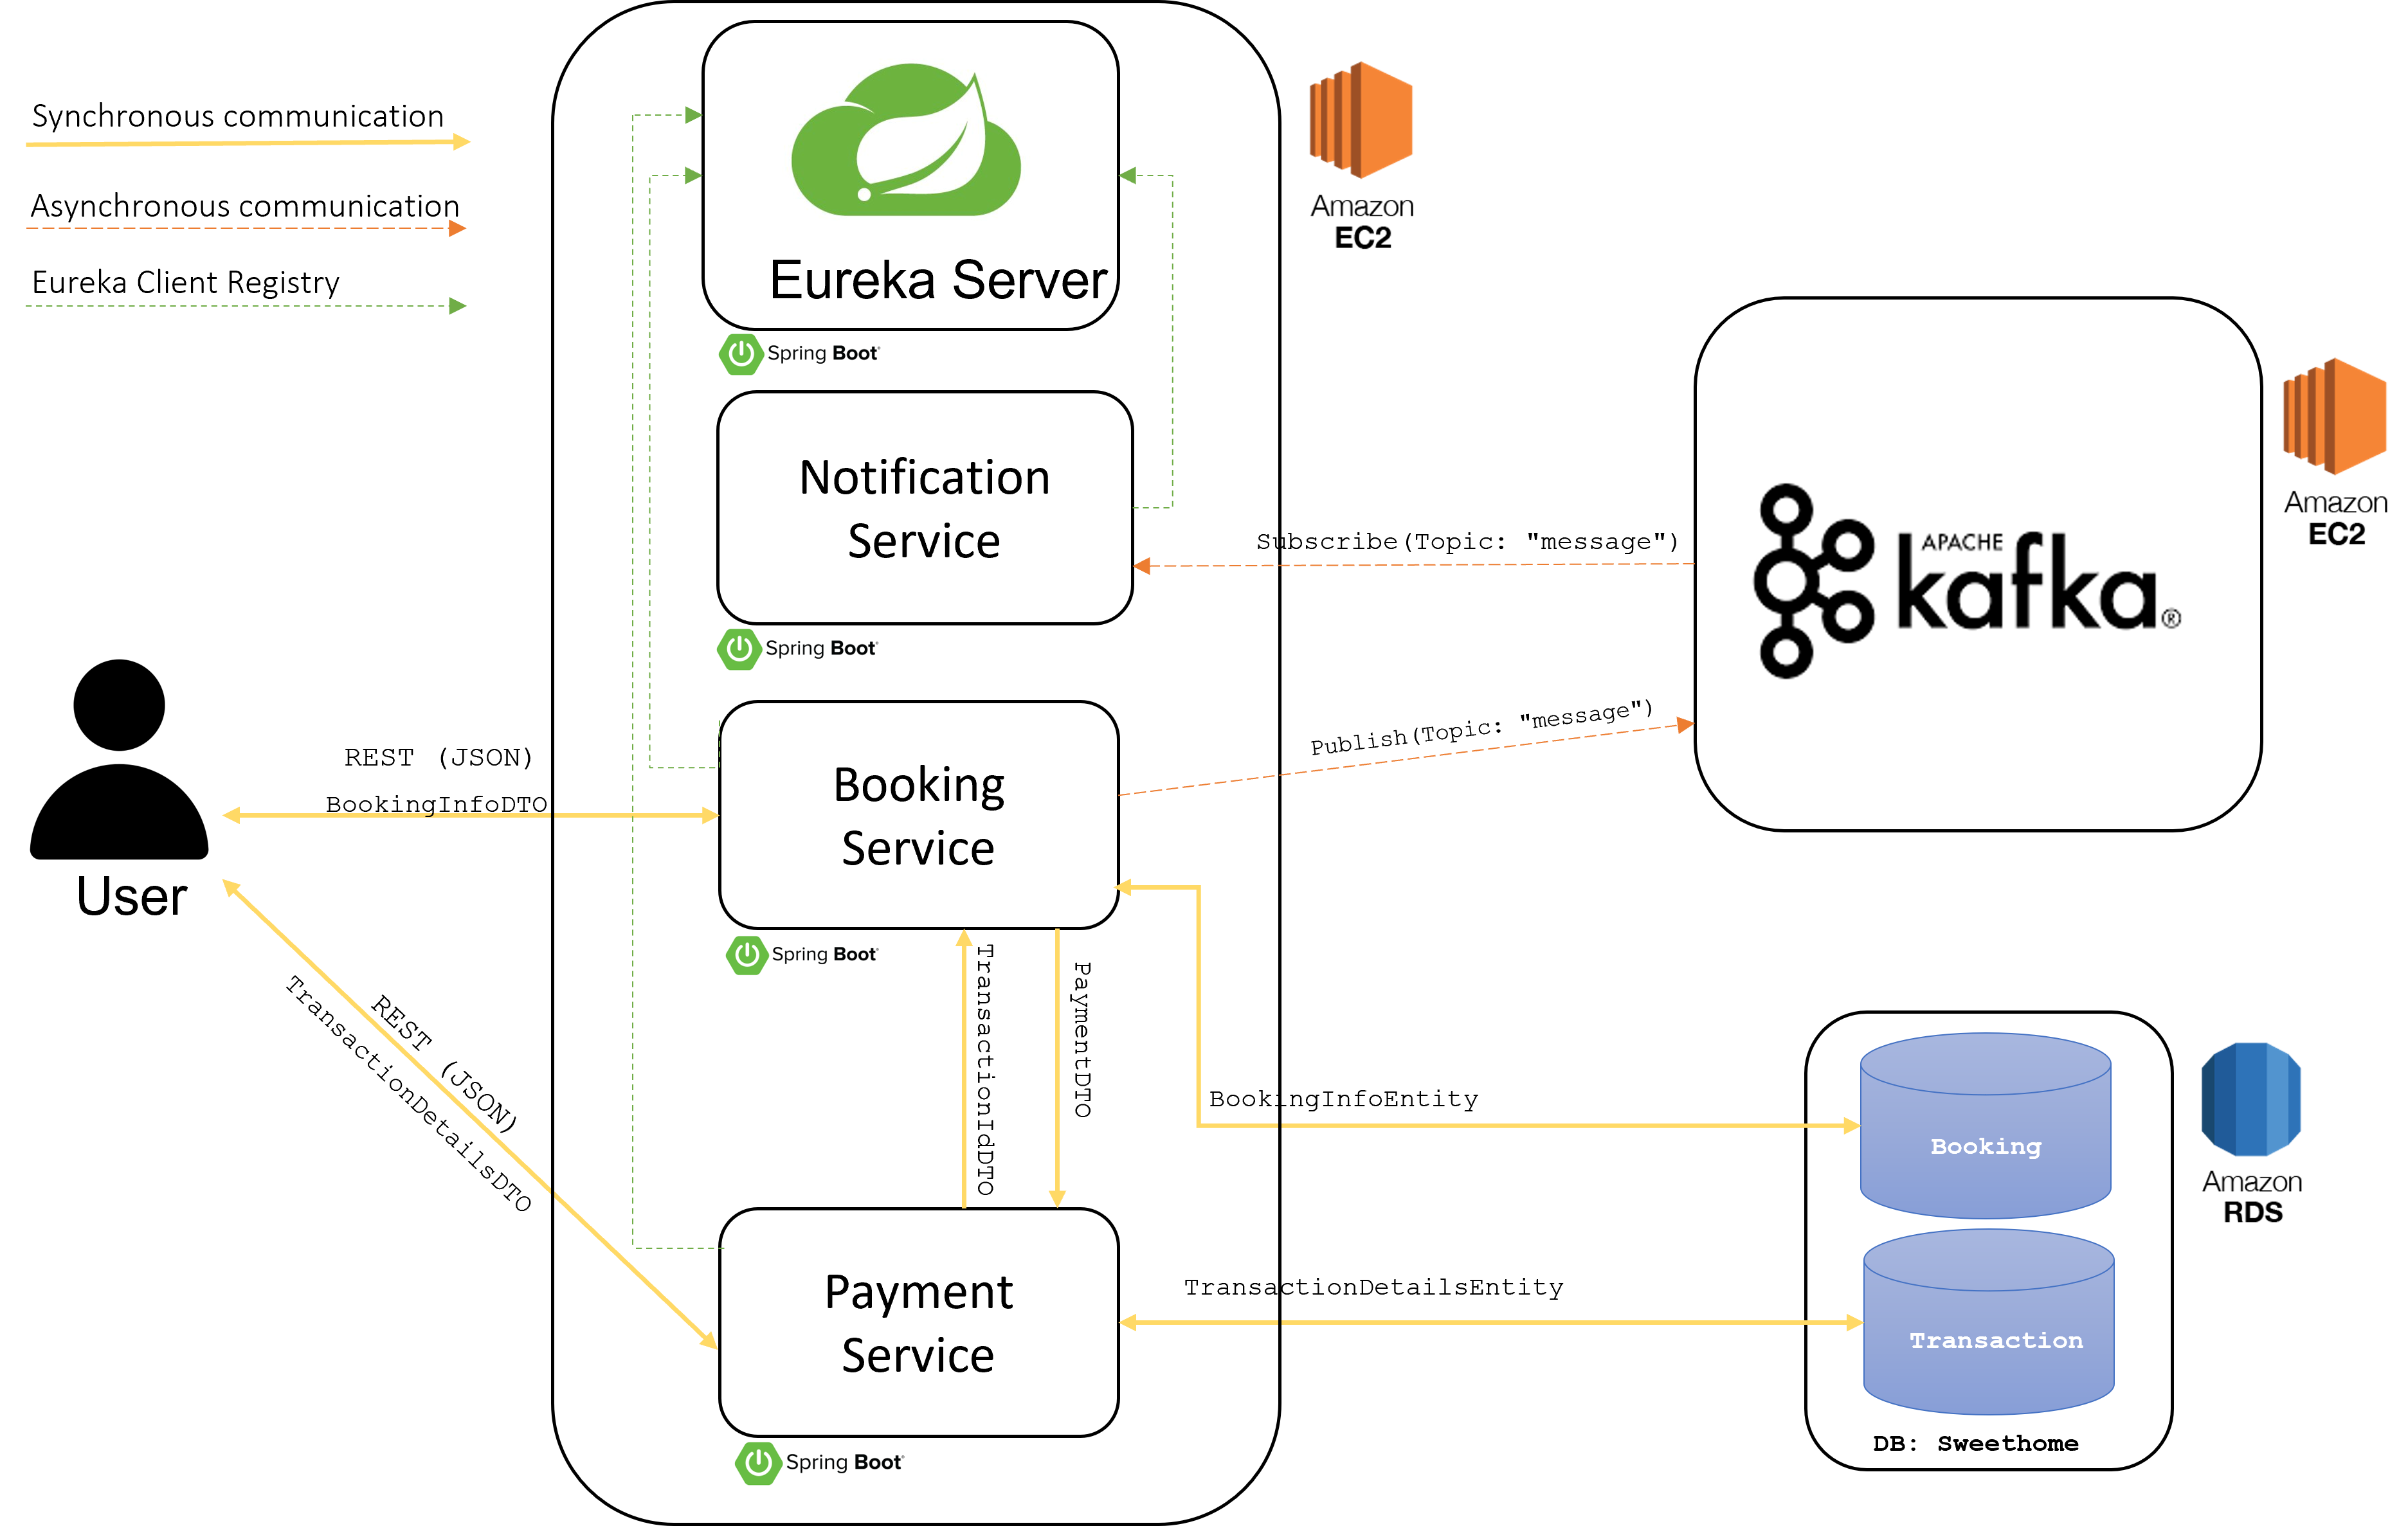 Synchronous communication
Asynchronous communication
Eureka Client Registry
Eureka Server
Spring Boot
Amazon
EC2
Notification
Service
Spring Boot
Subscribe(Topic: "message")
APACHE
kafka®
Amazon
EC2
Publish(Topic: "message")
User
REST (JSON)
BookingInfoDTO
Booking
Service
Spring Boot
REST (JSON)
TransactionDetailsDTO
TransactionIdDTO
PaymentDTO
BookingInfoEntity
Booking
Amazon
RDS
Payment
Service
Spring Boot
TransactionDetailsEntity
Transaction
DB: Sweethome